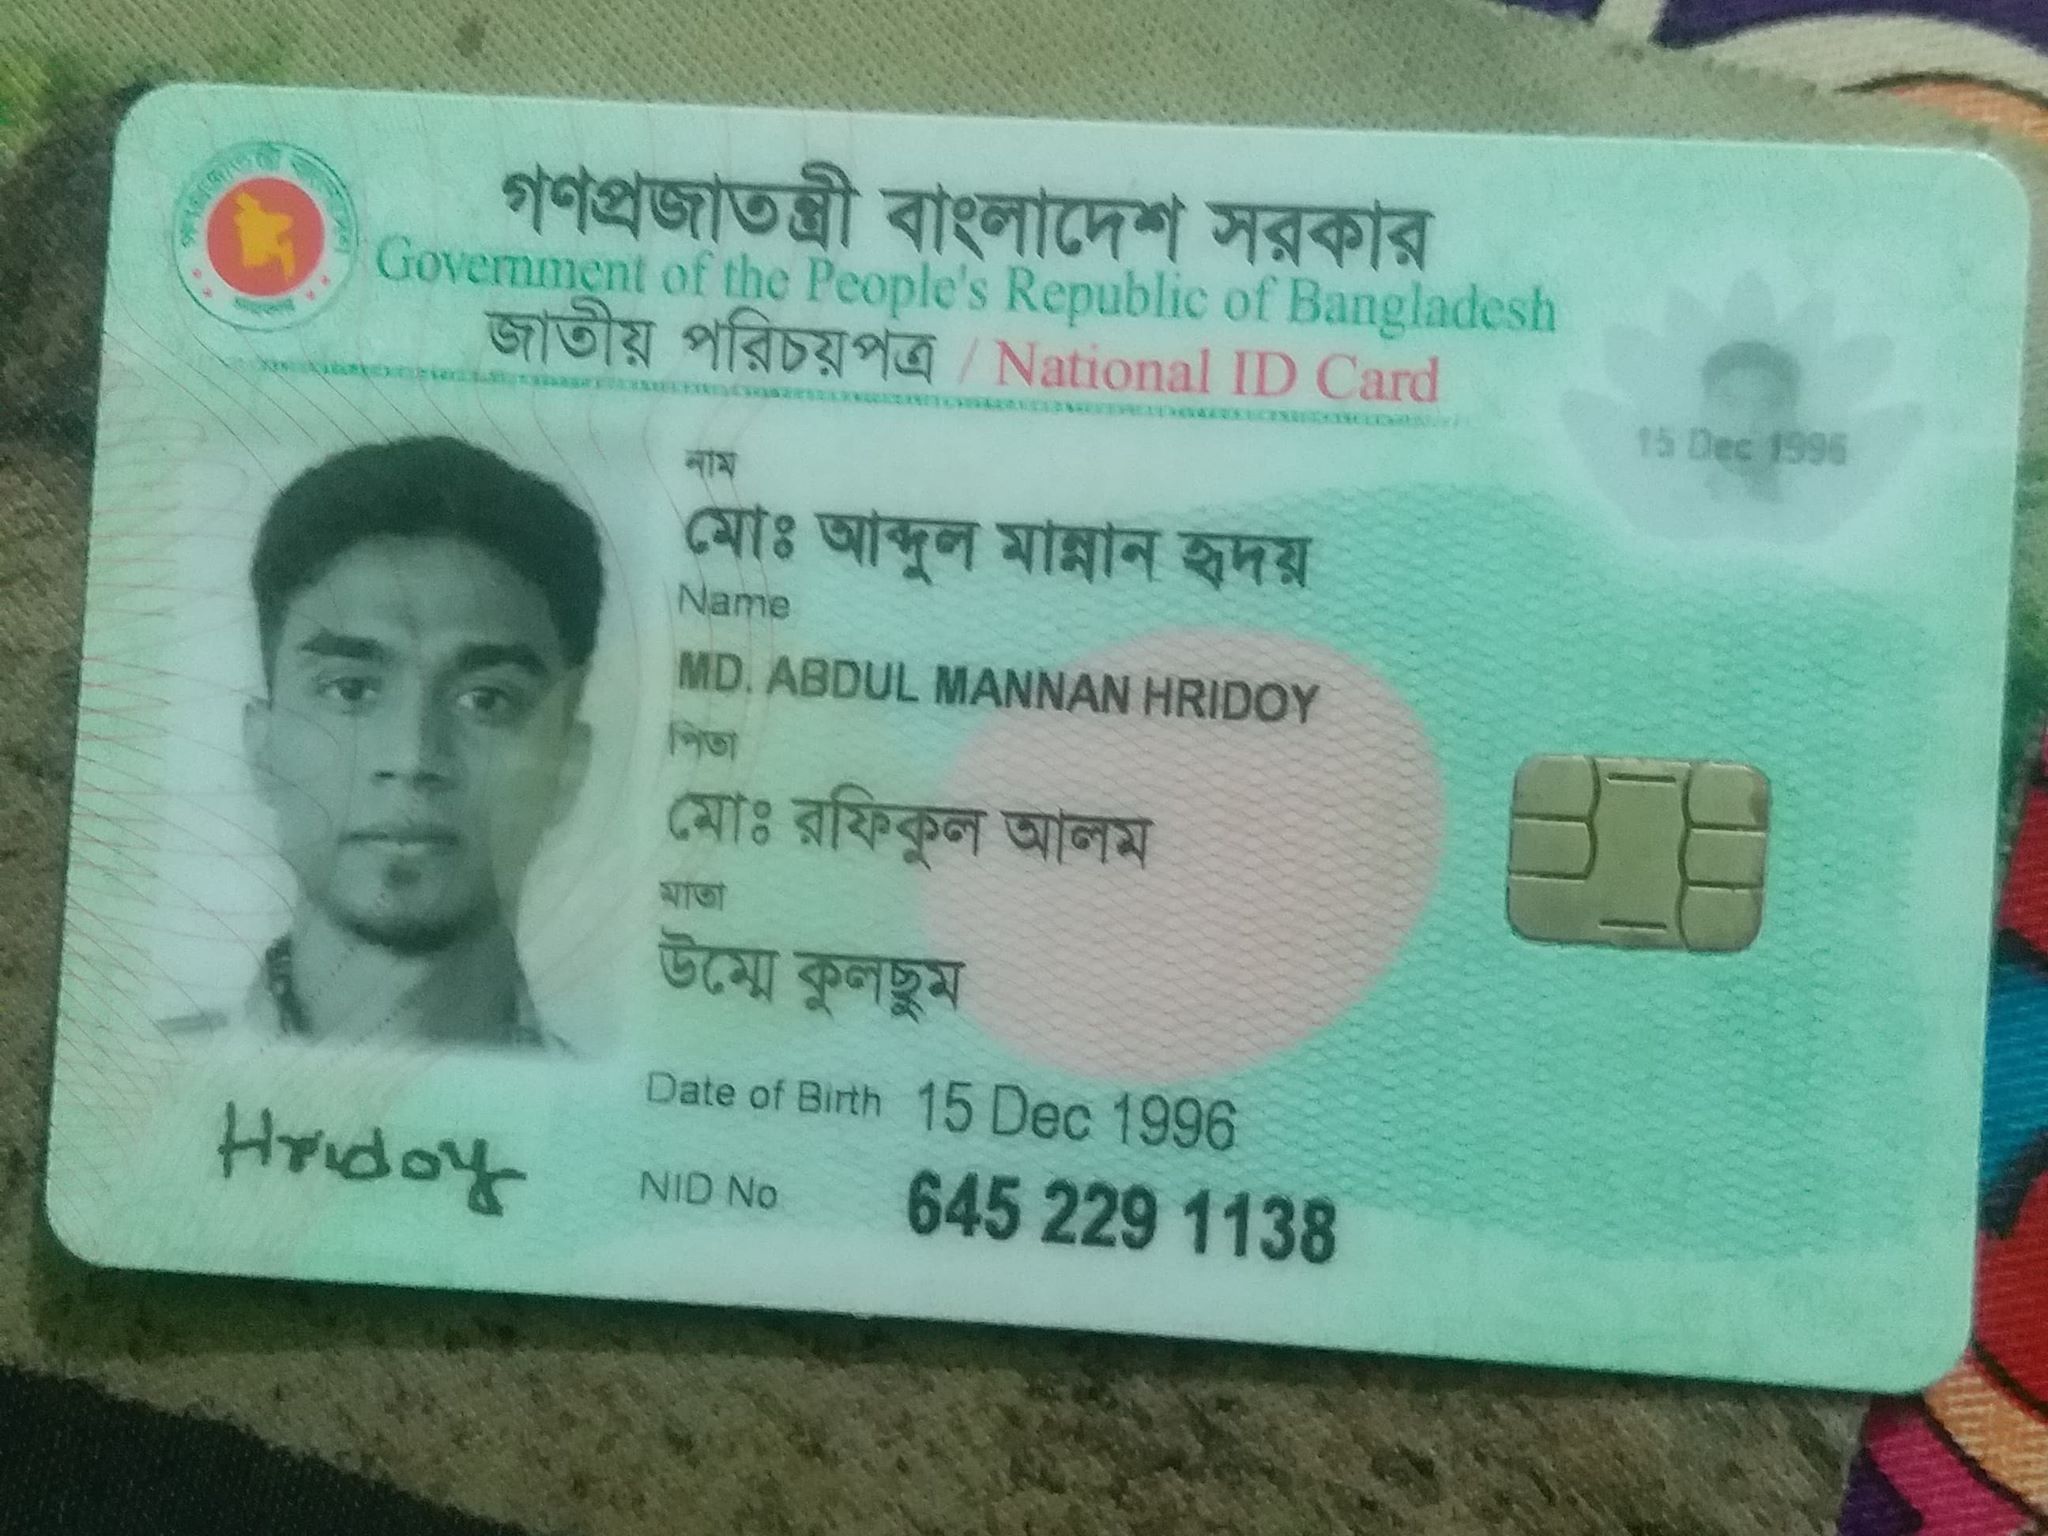 গণপ্রজাতন্ত্রী বাংলাদেশ সরকার
Government of the People's Republic of Bangladesh
জাতীয় পরিচয়পত্র / National ID Card
15 Dec 1996
নাম
মোঃ আব্দুল মান্নান হৃদয়
Name
MD. ABDUL MANNAN HRIDOY
পিতা
মোঃ রফিকুল আলম
মাতা
উম্মে কুলছুম
Date of Birth 15 Dec 1996
Hridoy
NID No 645 229 1138